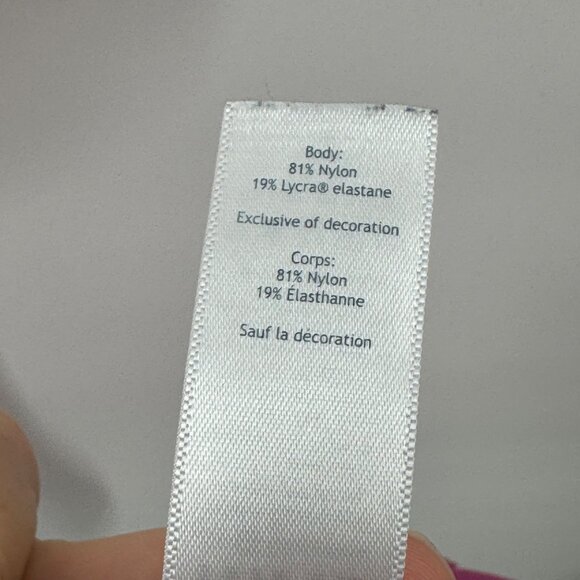 Body:
81% Nylon
19% Lycra® elastane
Exclusive of decoration
Corps:
81% Nylon
19% Élasthanne
Sauf la décoration